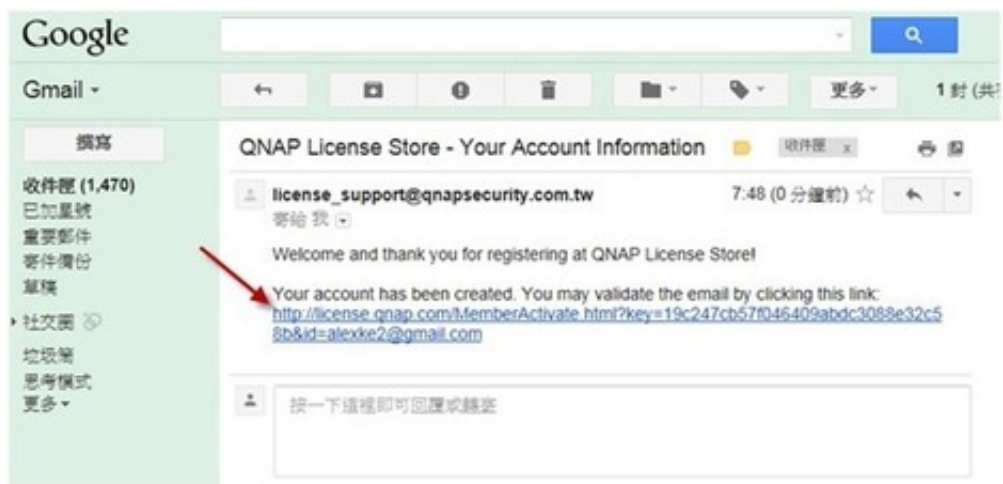 Google
Gmail
更多
1 封 (共
撰寫
QNAP License Store - Your Account Information
收件匣 x
收件匣 (1,470)
license_support@qnapsecurity.com.tw
7:48 (0 分鐘前)
已加星號
寄給 我
重要郵件
寄件備份
草稿
Welcome and thank you for registering at QNAP License Store!
Your account has been created. You may validate the email by clicking this link:
http://license.qnap.com/MemberActivate.html?key=19c247cb57f046409abdc3088e32c5
8b&id=alexke2@gmail.com
社交圈
垃圾筒
思考模式
更多
按一下這裡即可回覆或轉寄